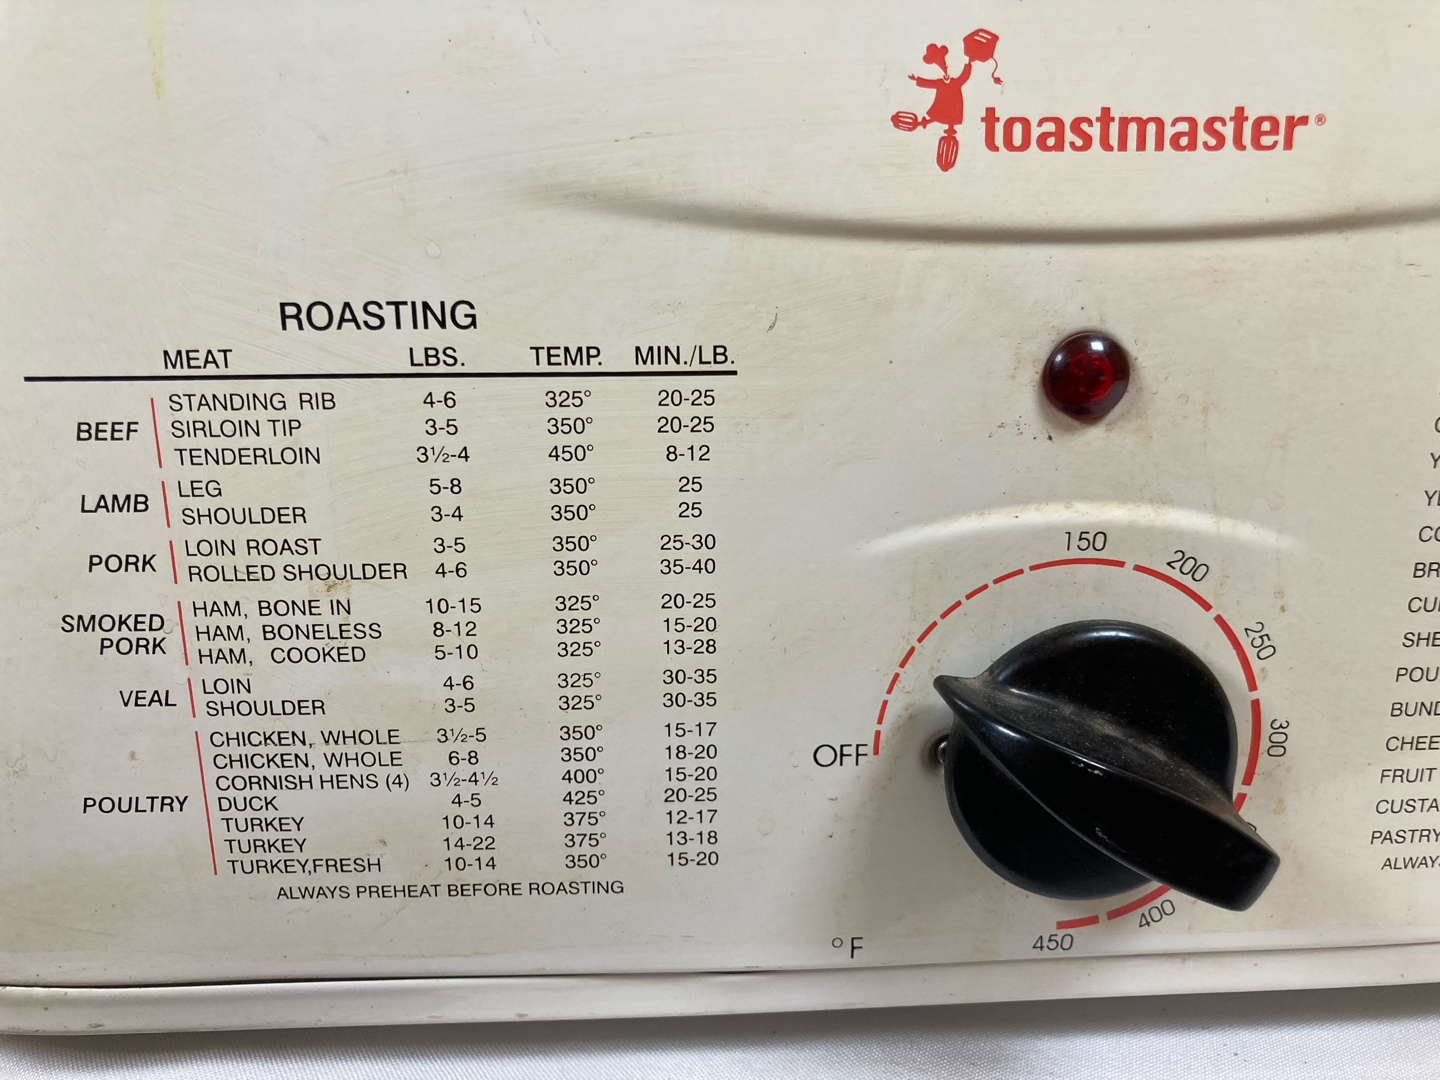 toastmaster®
ROASTING
MEAT LBS. TEMP. MIN./LB.
BEEF
STANDING RIB 4-6 325° 20-25
SIRLOIN TIP 3-5 350° 20-25
TENDERLOIN 3½-4 450° 8-12
LAMB
LEG 5-8 350° 25
SHOULDER 3-4 350° 25
PORK
LOIN ROAST 3-5 350° 25-30
ROLLED SHOULDER 4-6 350° 35-40
SMOKED
PORK
HAM, BONE IN 10-15 325° 20-25
HAM, BONELESS 8-12 325° 15-20
HAM, COOKED 5-10 325° 13-28
VEAL
LOIN 4-6 325° 30-35
SHOULDER 3-5 325° 30-35
POULTRY
CHICKEN, WHOLE 3½-5 350° 15-17
CHICKEN, WHOLE 6-8 350° 18-20
CORNISH HENS (4) 3½-4½ 400° 15-20
DUCK 4-5 425° 20-25
TURKEY 10-14 375° 12-17
TURKEY 14-22 375° 13-18
TURKEY,FRESH 10-14 350° 15-20
ALWAYS PREHEAT BEFORE ROASTING
OFF
150
200
250
300
400
450
°F
CHEE
FRUIT
CUSTA
PASTRY
ALWAY
SHE
POU
BUND